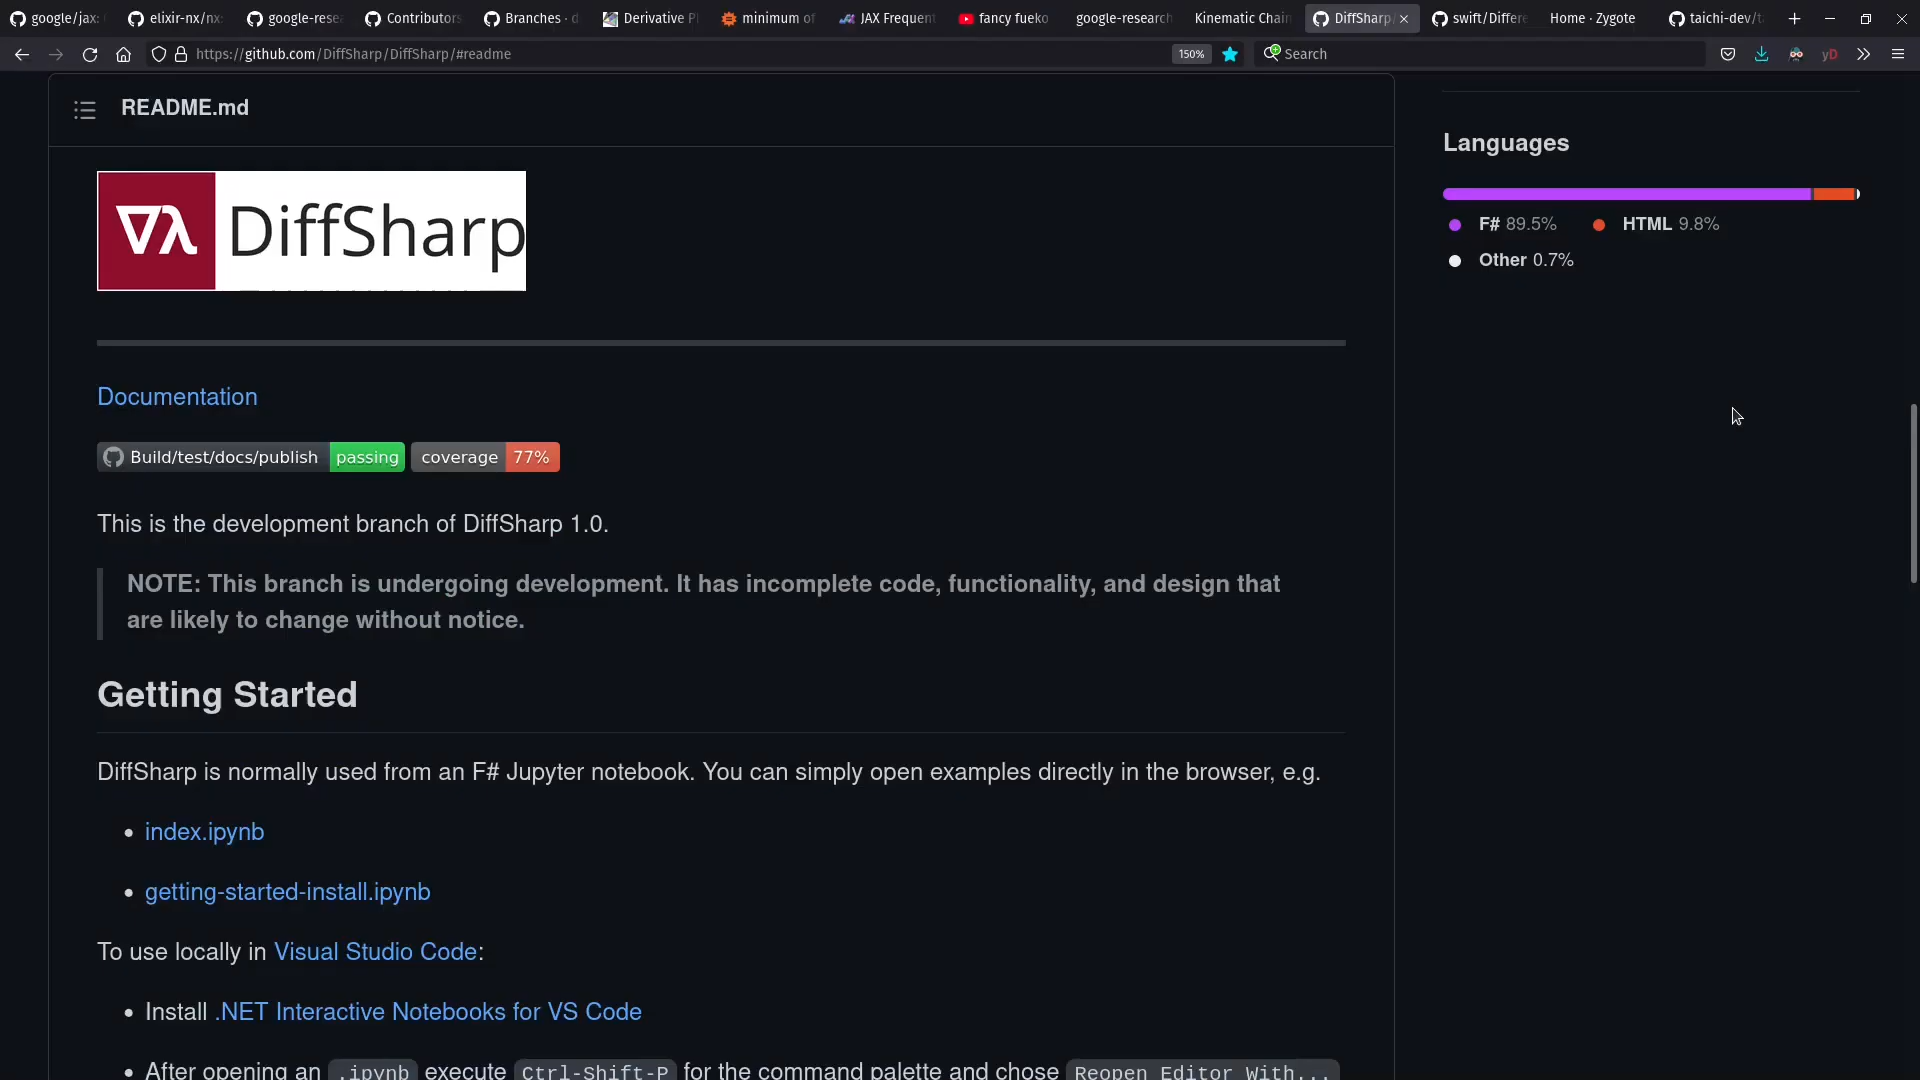 google/jax:
elixir-nx/nx
google-rese
Contributors
Branches · d
Derivative P
minimum of
JAX Frequent
fancy fueko
google-research
Kinematic Chain
DiffSharp
swift/Differe
Home · Zygote
taichi-dev/t
https://github.com/DiffSharp/DiffSharp/#readme
150%
Search
yD
README.md
∇λ DiffSharp
Documentation
Build/test/docs/publish passing coverage 77%
This is the development branch of DiffSharp 1.0.
NOTE: This branch is undergoing development. It has incomplete code, functionality, and design that
are likely to change without notice.
Getting Started
DiffSharp is normally used from an F# Jupyter notebook. You can simply open examples directly in the browser, e.g.
• index.ipynb
• getting-started-install.ipynb
To use locally in Visual Studio Code:
• Install .NET Interactive Notebooks for VS Code
• After opening an .ipynb execute Ctrl-Shift-P for the command palette and chose Reopen Editor With...
Languages
F# 89.5% HTML 9.8%
Other 0.7%